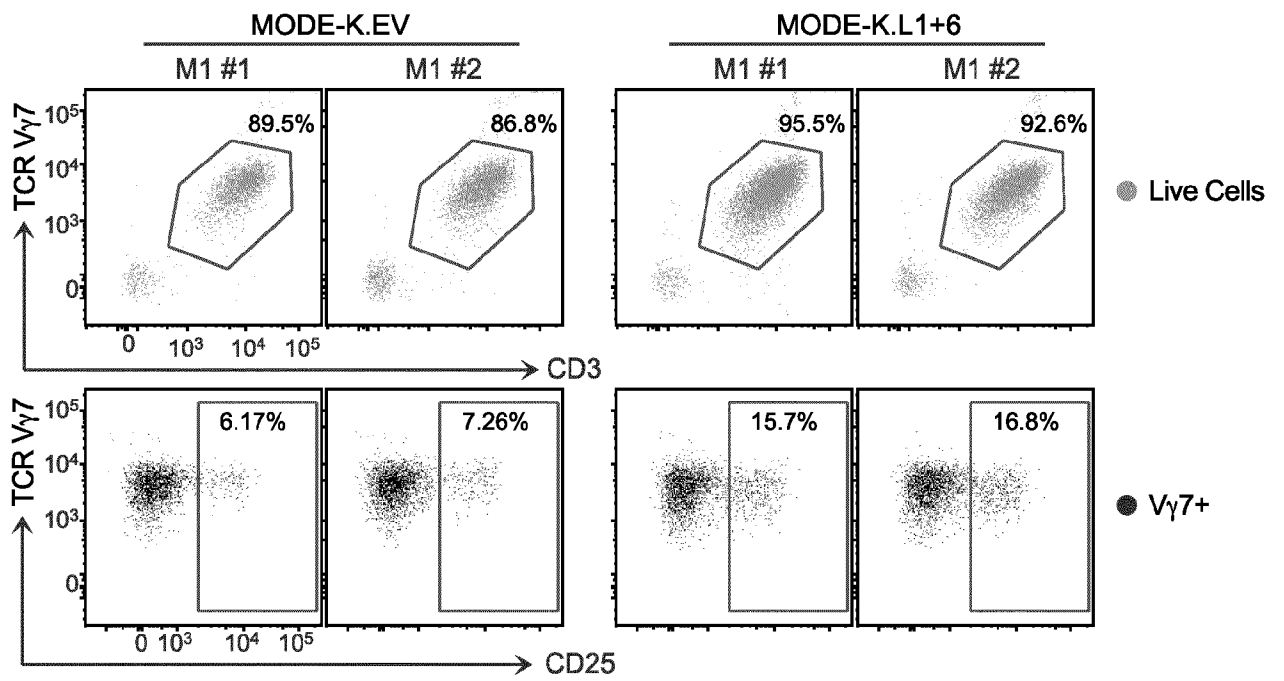 MODE-K.EV MODE-K.L1+6
M1 #1 M1 #2 M1 #1 M1 #2
TCR Vγ7
10⁵
10⁴
10³
0
89.5% 86.8% 95.5% 92.6%
Live Cells
0 10³ 10⁴ 10⁵
CD3
TCR Vγ7
10⁵
10⁴
10³
0
6.17% 7.26% 15.7% 16.8%
Vγ7+
0 10³ 10⁴ 10⁵
CD25